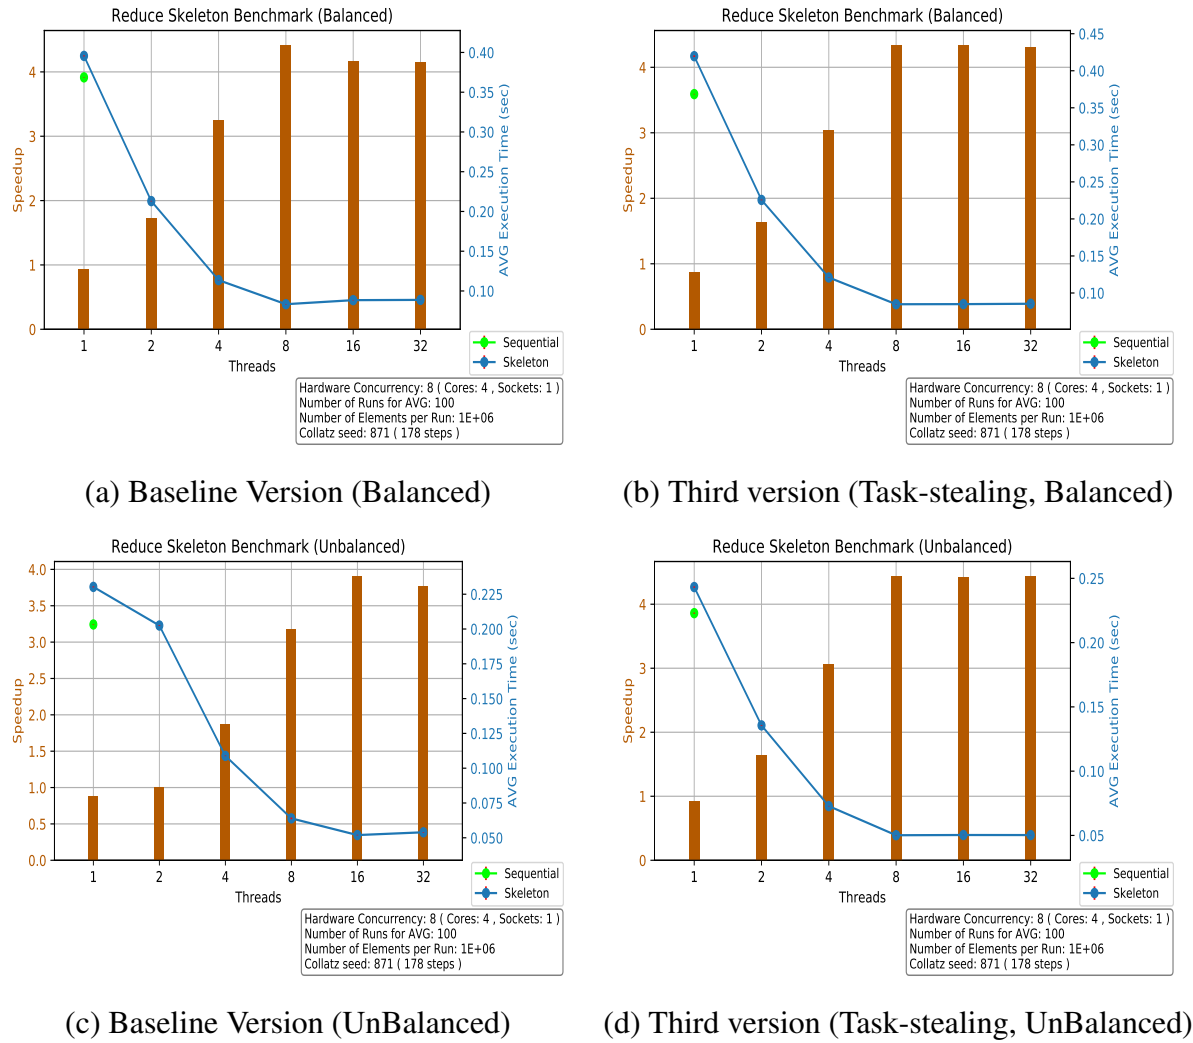 Reduce Skeleton Benchmark (Balanced)
Speedup
0
1
2
3
4
AVG Execution Time (sec)
0.10
0.15
0.20
0.25
0.30
0.35
0.40
1 2 4 8 16 32
Threads
Sequential
Skeleton
Hardware Concurrency: 8 ( Cores: 4 , Sockets: 1 )
Number of Runs for AVG: 100
Number of Elements per Run: 1E+06
Collatz seed: 871 ( 178 steps )
(a) Baseline Version (Balanced)
Reduce Skeleton Benchmark (Balanced)
Speedup
0
1
2
3
4
AVG Execution Time (sec)
0.10
0.15
0.20
0.25
0.30
0.35
0.40
0.45
1 2 4 8 16 32
Threads
Sequential
Skeleton
Hardware Concurrency: 8 ( Cores: 4 , Sockets: 1 )
Number of Runs for AVG: 100
Number of Elements per Run: 1E+06
Collatz seed: 871 ( 178 steps )
(b) Third version (Task-stealing, Balanced)
Reduce Skeleton Benchmark (Unbalanced)
Speedup
0.0
0.5
1.0
1.5
2.0
2.5
3.0
3.5
4.0
AVG Execution Time (sec)
0.050
0.075
0.100
0.125
0.150
0.175
0.200
0.225
1 2 4 8 16 32
Threads
Sequential
Skeleton
Hardware Concurrency: 8 ( Cores: 4 , Sockets: 1 )
Number of Runs for AVG: 100
Number of Elements per Run: 1E+06
Collatz seed: 871 ( 178 steps )
(c) Baseline Version (UnBalanced)
Reduce Skeleton Benchmark (Unbalanced)
Speedup
0
1
2
3
4
AVG Execution Time (sec)
0.05
0.10
0.15
0.20
0.25
1 2 4 8 16 32
Threads
Sequential
Skeleton
Hardware Concurrency: 8 ( Cores: 4 , Sockets: 1 )
Number of Runs for AVG: 100
Number of Elements per Run: 1E+06
Collatz seed: 871 ( 178 steps )
(d) Third version (Task-stealing, UnBalanced)